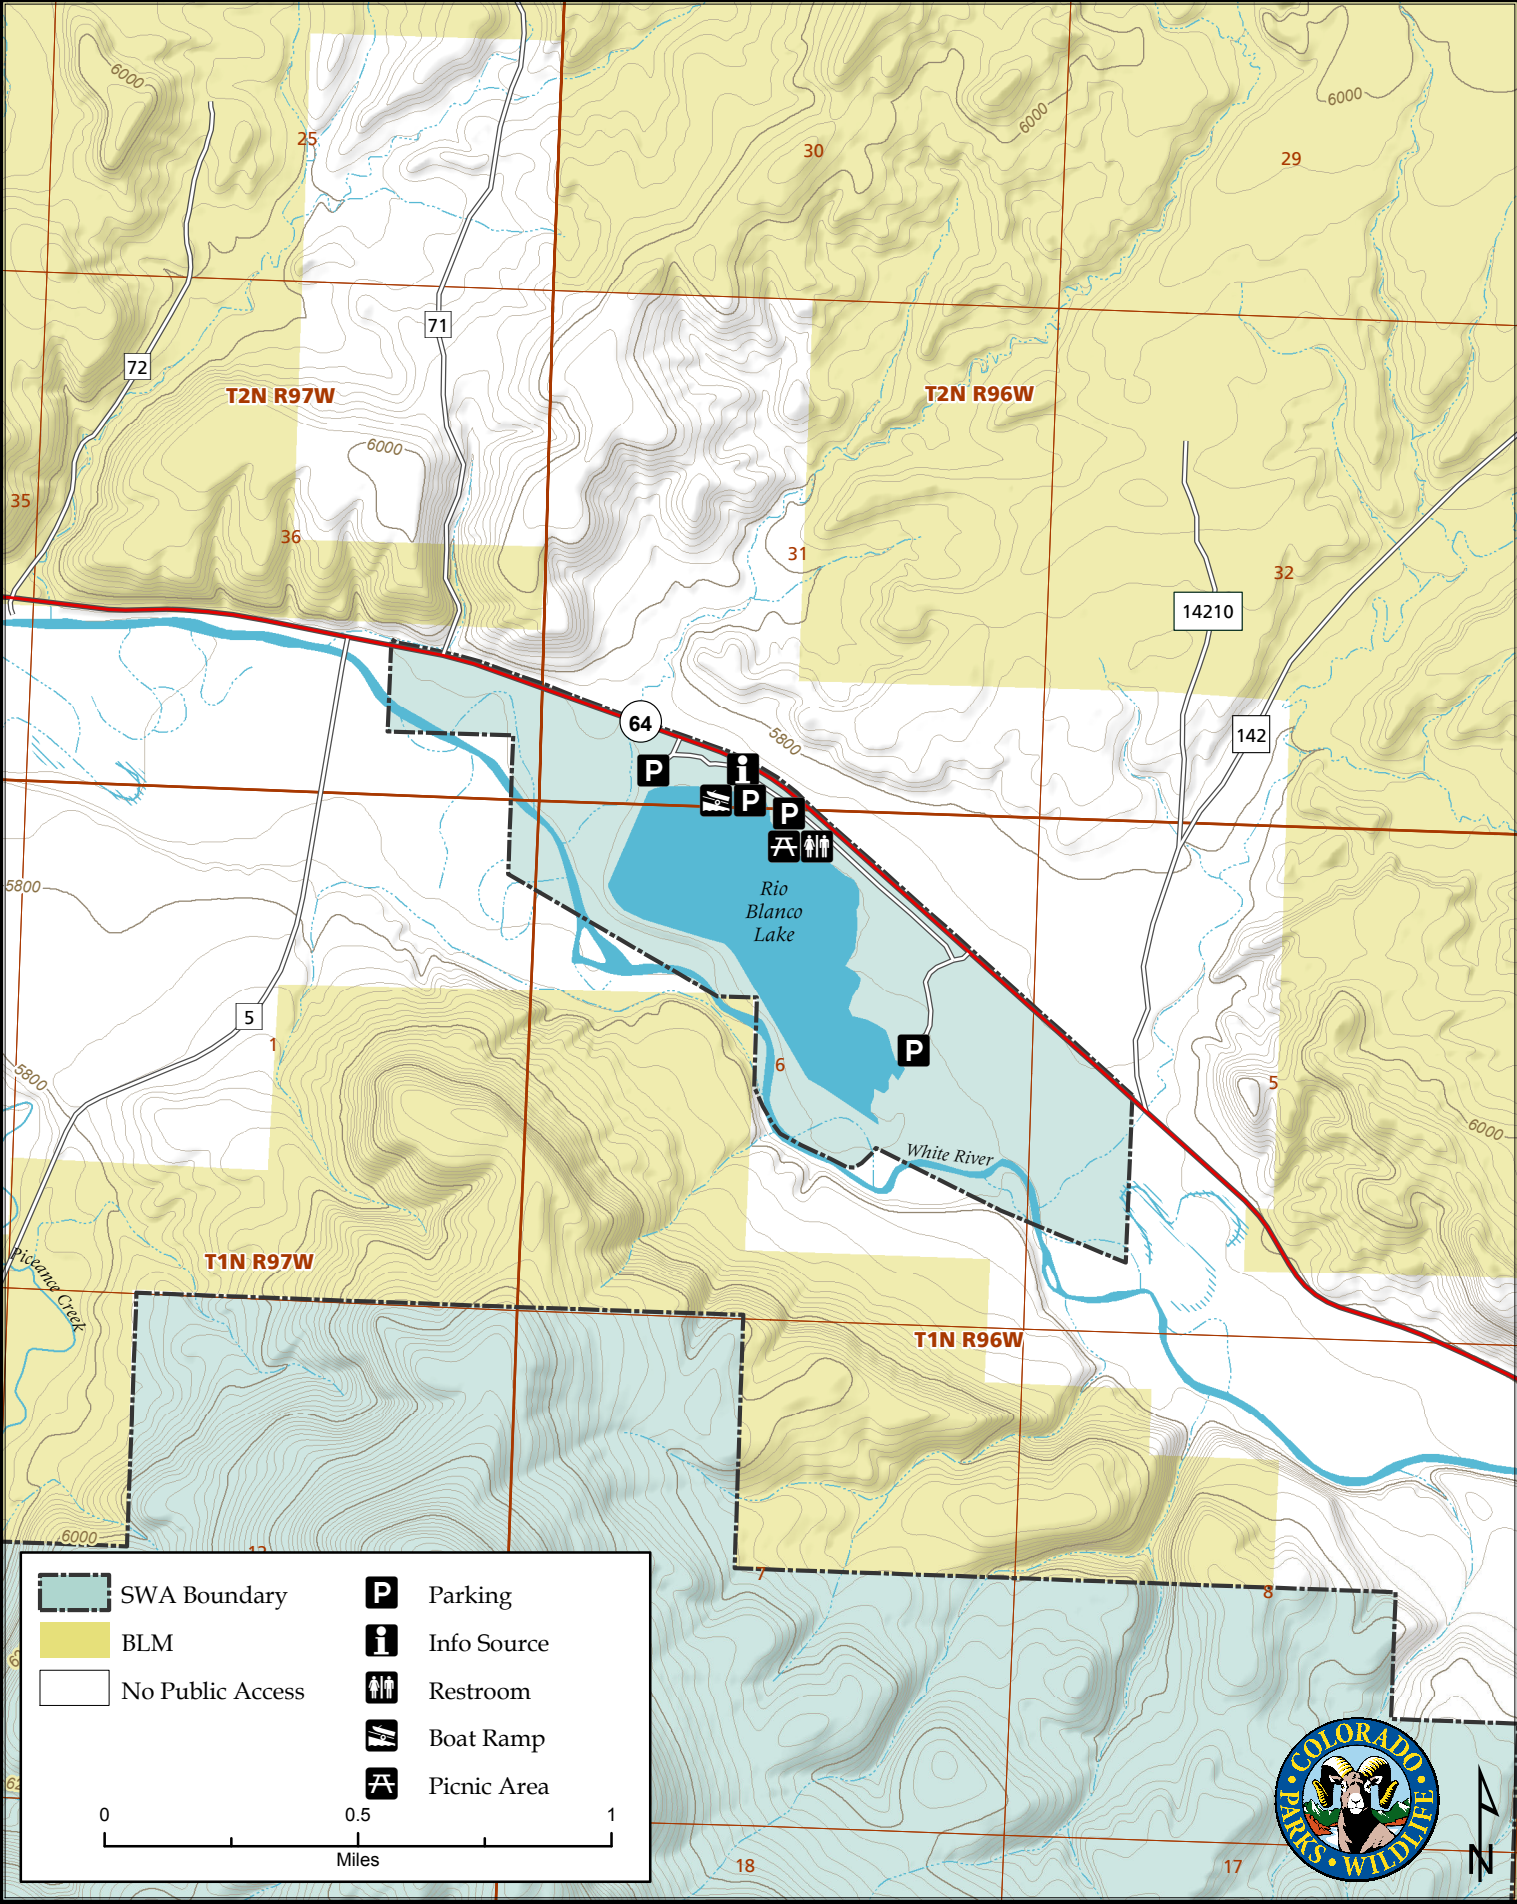 6000
25
30
6000
6000
29
71
72
T2N R97W
T2N R96W
6000
35
36
31
32
14210
64
142
5800
P
i
P
P
Rio
Blanco
Lake
5800
5
1
6
P
5
5800
6000
White River
Piceance Creek
T1N R97W
T1N R96W
6000
7
8
SWA Boundary
BLM
No Public Access
P Parking
i Info Source
Restroom
Boat Ramp
Picnic Area
0 0.5 1
Miles
18
17
COLORADO
PARKS • WILDLIFE
N